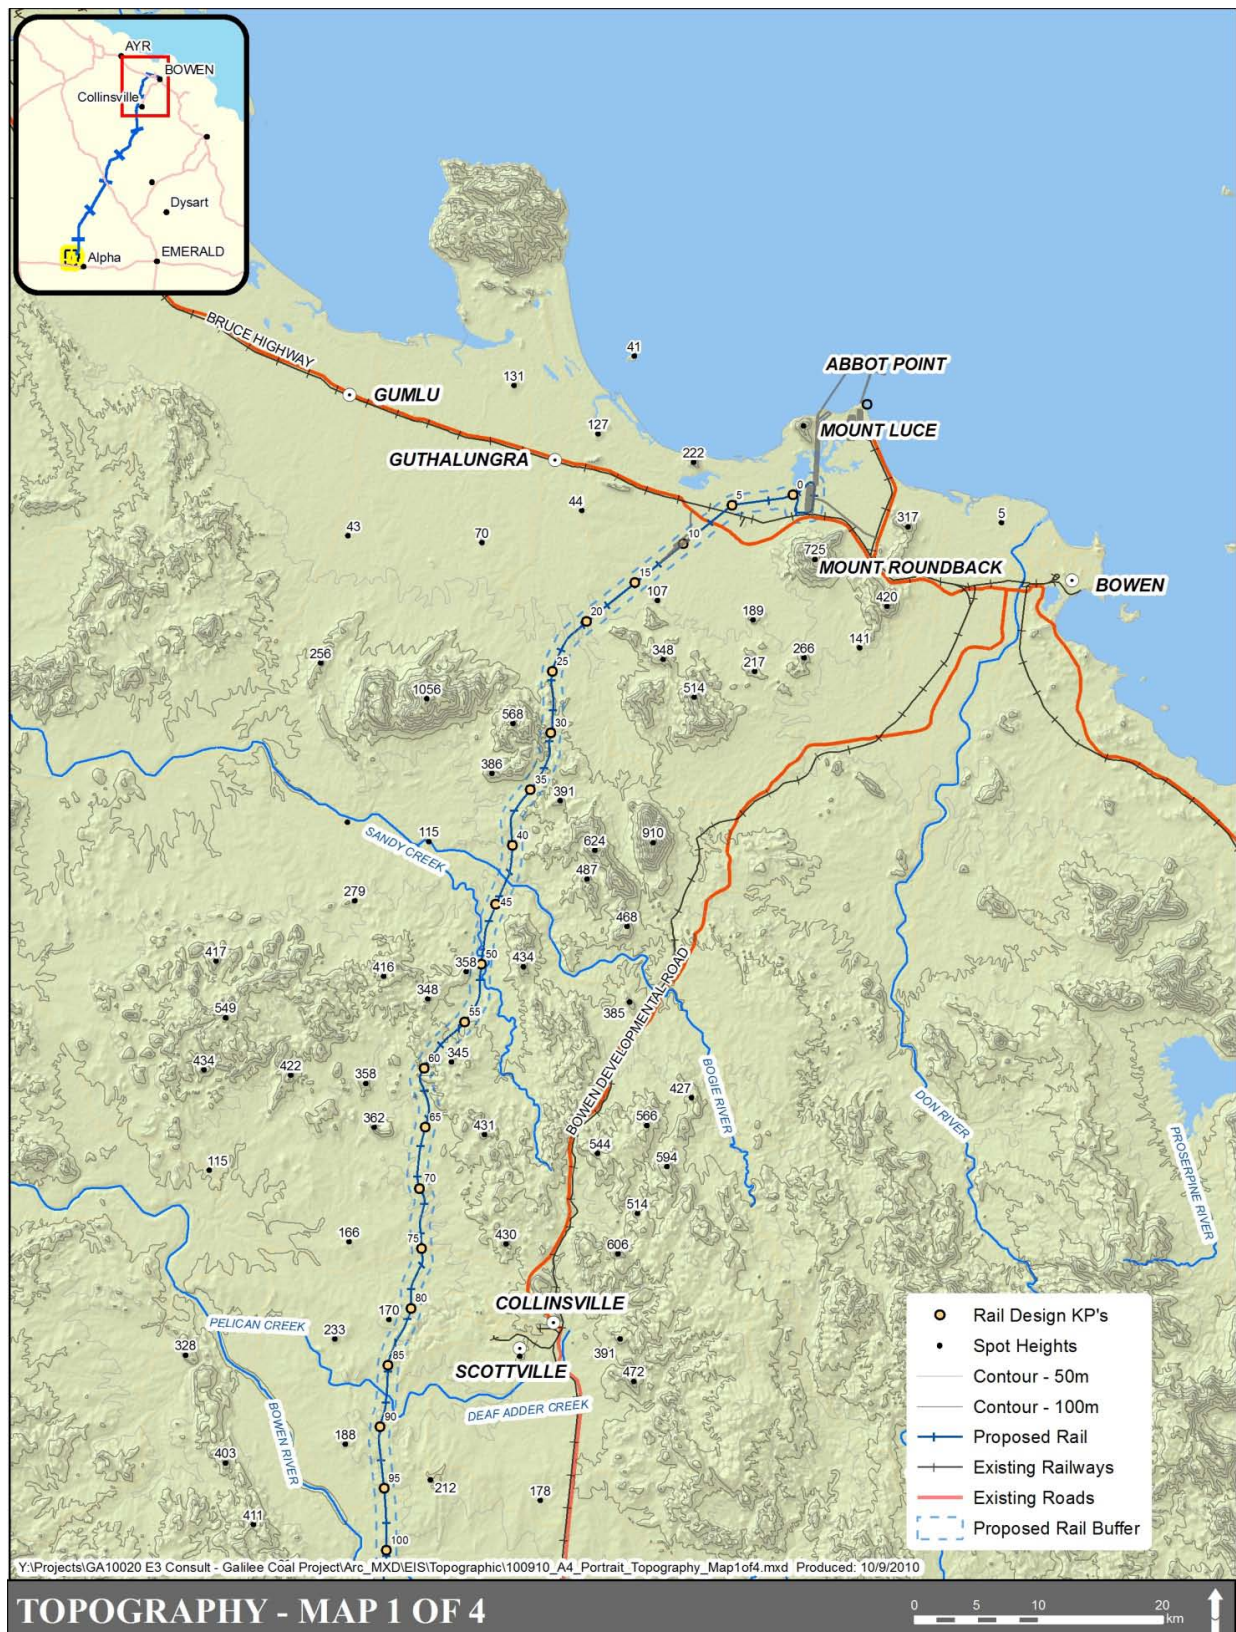 AYR
BOWEN
Collinsville
Dysart
Alpha
EMERALD
BRUCE HIGHWAY
41
ABBOT POINT
131
GUMLU
127
MOUNT LUCE
GUTHALUNGRA
222
0
5
44
5
317
43
70
10
725
MOUNT ROUNDBACK
15
BOWEN
107
420
20
189
141
256
25
348
266
217
1056
514
568
30
386
35
391
115
40
SANDY CREEK
624
910
487
279
45
468
417
50
434
416
358
348
BOWEN DEVELOPMENTAL ROAD
549
55
385
434
345
60
422
358
BOGIE RIVER
427
DON RIVER
362
65
431
566
PROSERPINE RIVER
544
115
594
70
514
166
75
430
606
COLLINSVILLE
80
170
PELICAN CREEK
233
328
85
391
SCOTTVILLE
472
DEAF ADDER CREEK
90
BOWEN RIVER
188
403
95
212
178
411
100
Rail Design KP's
Spot Heights
Contour - 50m
Contour - 100m
Proposed Rail
Existing Railways
Existing Roads
Proposed Rail Buffer
Y:\Projects\GA10020 E3 Consult - Galilee Coal Project\Arc_MXD\EIS\Topographic\100910_A4_Portrait_Topography_Map1of4.mxd Produced: 10/9/2010
TOPOGRAPHY - MAP 1 OF 4
0 5 10 20
km